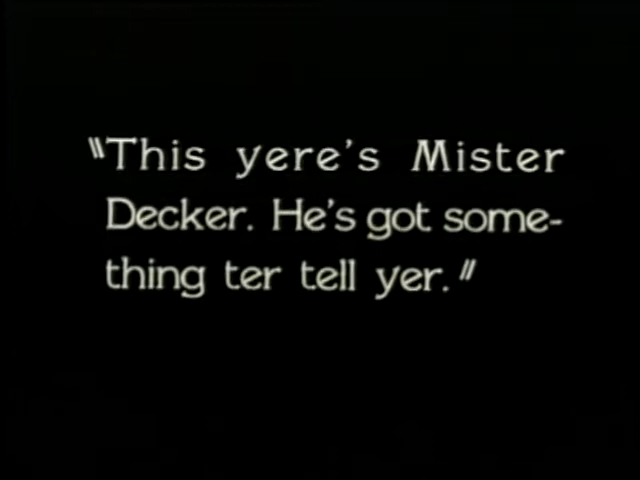 "This yere's Mister
Decker. He's got some-
thing ter tell yer."